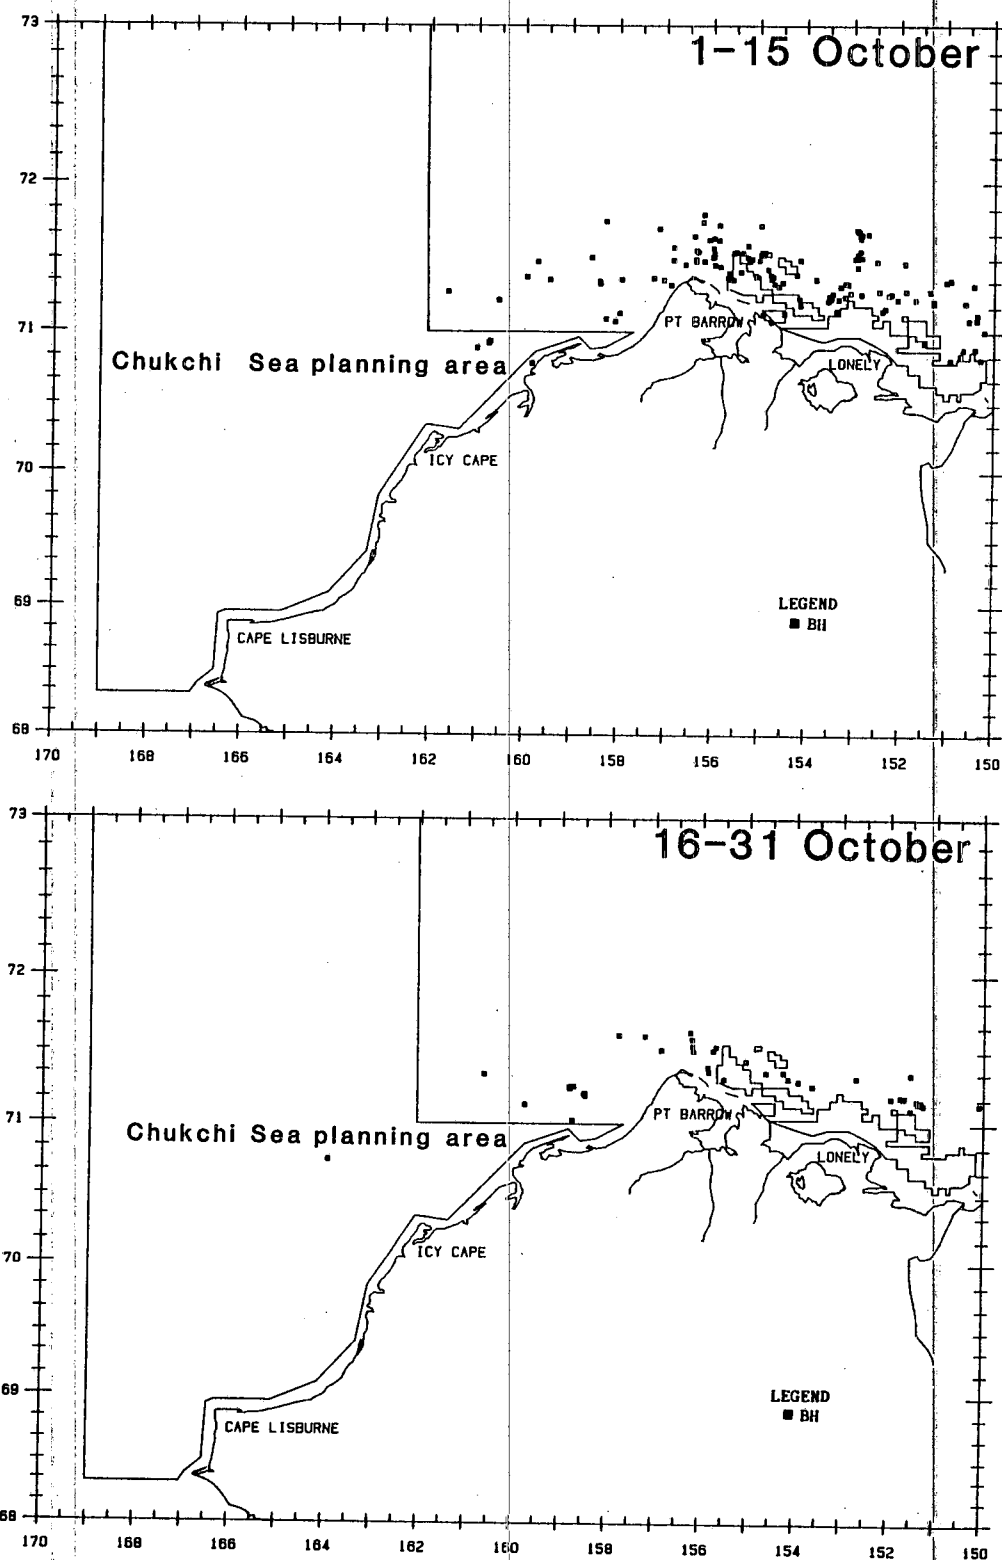 73
1-15 October
72
71
PT BARROW
Chukchi Sea planning area
LONELY
70
ICY CAPE
69
LEGEND
BH
CAPE LISBURNE
68
170 168 166 164 162 160 158 156 154 152 150
73
16-31 October
72
71
PT BARROW
Chukchi Sea planning area
LONELY
70
ICY CAPE
69
LEGEND
BH
CAPE LISBURNE
68
170 168 166 164 162 160 158 156 154 152 150